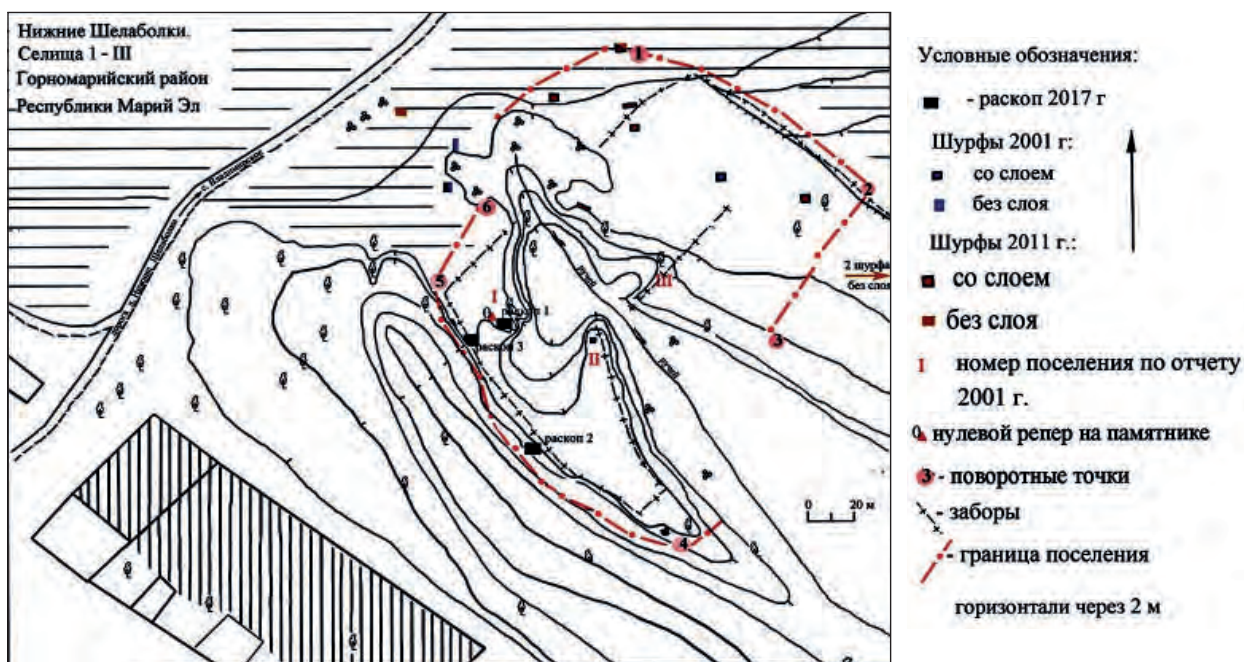 Нижние Шелаболки.
Селища 1 - III
Горномарийский район
Республики Марий Эл
1
2
6
5
I
0
раскоп 1
раскоп 3
III
3
2 шурфа
без слоя
II
ручей
ручей
раскоп 2
0 20 м
4
Условные обозначения:
- раскоп 2017 г
Шурфы 2001 г:
со слоем
без слоя
Шурфы 2011 г.:
со слоем
без слоя
I номер поселения по отчету
2001 г.
0 нулевой репер на памятнике
3 - поворотные точки
- заборы
- граница поселения
горизонтали через 2 м